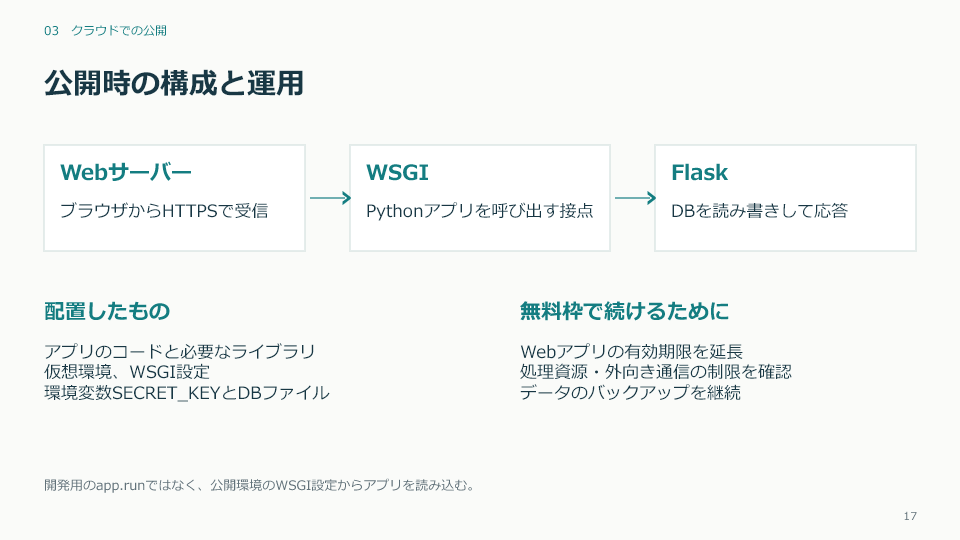 03 クラウドでの公開
公開時の構成と運用
Webサーバー
ブラウザからHTTPSで受信
WSGI
Pythonアプリを呼び出す接点
Flask
DBを読み書きして応答
配置したもの
アプリのコードと必要なライブラリ
仮想環境、WSGI設定
環境変数SECRET_KEYとDBファイル
無料枠で続けるために
Webアプリの有効期限を延長
処理資源・外向き通信の制限を確認
データのバックアップを継続
開発用のapp.runではなく、公開環境のWSGI設定からアプリを読み込む。
17